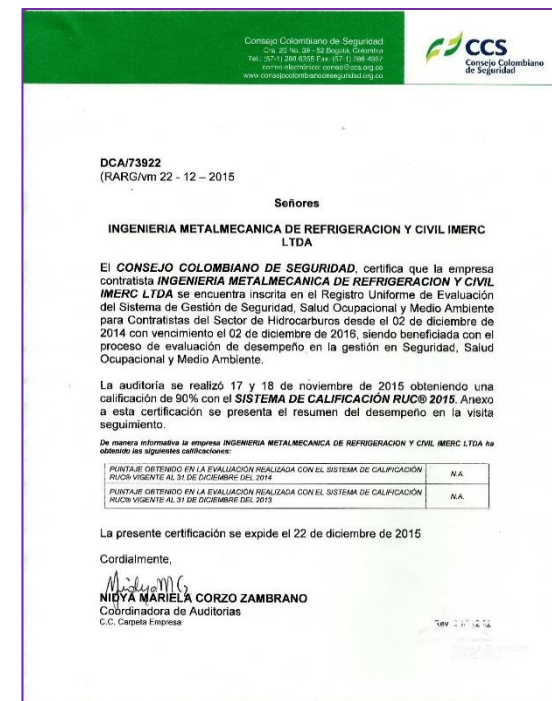 Consejo Colombiano de Seguridad
Cra. 20 No. 39 - 52 Bogotá, Colombia
www.consejocolombianodeseguridad.org.co
CCS
Consejo Colombiano
de Seguridad
DCA/73922
(RARG/vm 22 - 12 – 2015
Señores
INGENIERIA METALMECANICA DE REFRIGERACION Y CIVIL IMERC
LTDA
El CONSEJO COLOMBIANO DE SEGURIDAD, certifica que la empresa
contratista INGENIERIA METALMECANICA DE REFRIGERACION Y CIVIL
IMERC LTDA se encuentra inscrita en el Registro Uniforme de Evaluación
del Sistema de Gestión de Seguridad, Salud Ocupacional y Medio Ambiente
para Contratistas del Sector de Hidrocarburos desde el 02 de diciembre de
2014 con vencimiento el 02 de diciembre de 2016, siendo beneficiada con el
proceso de evaluación de desempeño en la gestión en Seguridad, Salud
Ocupacional y Medio Ambiente.
La auditoria se realizó 17 y 18 de noviembre de 2015 obteniendo una
calificación de 90% con el SISTEMA DE CALIFICACIÓN RUC® 2015. Anexo
a esta certificación se presenta el resumen del desempeño en la visita
seguimiento.
De manera informativa la empresa INGENIERIA METALMECANICA DE REFRIGERACION Y CIVIL IMERC LTDA ha
obtenido las siguientes calificaciones:
PUNTAJE OBTENIDO EN LA EVALUACIÓN REALIZADA CON EL SISTEMA DE CALIFICACIÓN
RUC® VIGENTE AL 31 DE DICIEMBRE DEL 2014
N.A.
PUNTAJE OBTENIDO EN LA EVALUACIÓN REALIZADA CON EL SISTEMA DE CALIFICACIÓN
RUC® VIGENTE AL 31 DE DICIEMBRE DEL 2013
N.A.
La presente certificación se expide el 22 de diciembre de 2015
Cordialmente,
NIDYA MARIELA CORZO ZAMBRANO
Coordinadora de Auditorias
C.C. Carpeta Empresa
Rev